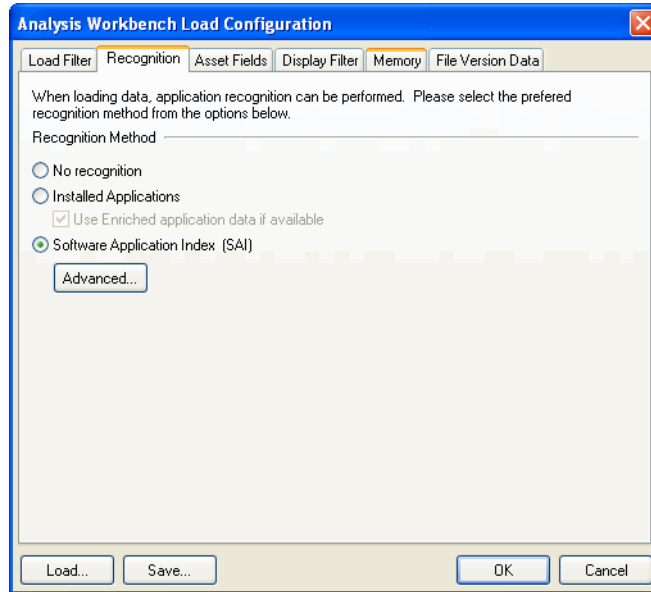 Analysis Workbench Load Configuration
Load Filter Recognition Asset Fields Display Filter Memory File Version Data
When loading data, application recognition can be performed. Please select the prefered
recognition method from the options below.
Recognition Method
No recognition
Installed Applications
Use Enriched application data if available
Software Application Index (SAI)
Advanced...
Load... Save... OK Cancel